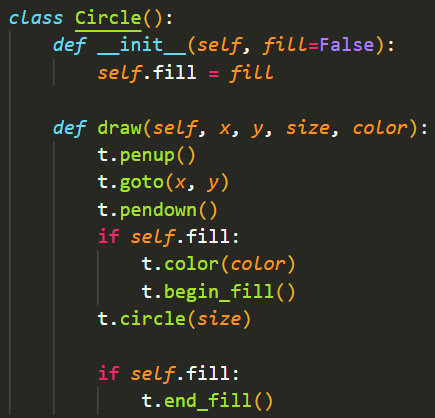 class Circle():
    def __init__(self, fill=False):
        self.fill = fill

    def draw(self, x, y, size, color):
        t.penup()
        t.goto(x, y)
        t.pendown()
        if self.fill:
            t.color(color)
            t.begin_fill()
        t.circle(size)

        if self.fill:
            t.end_fill()